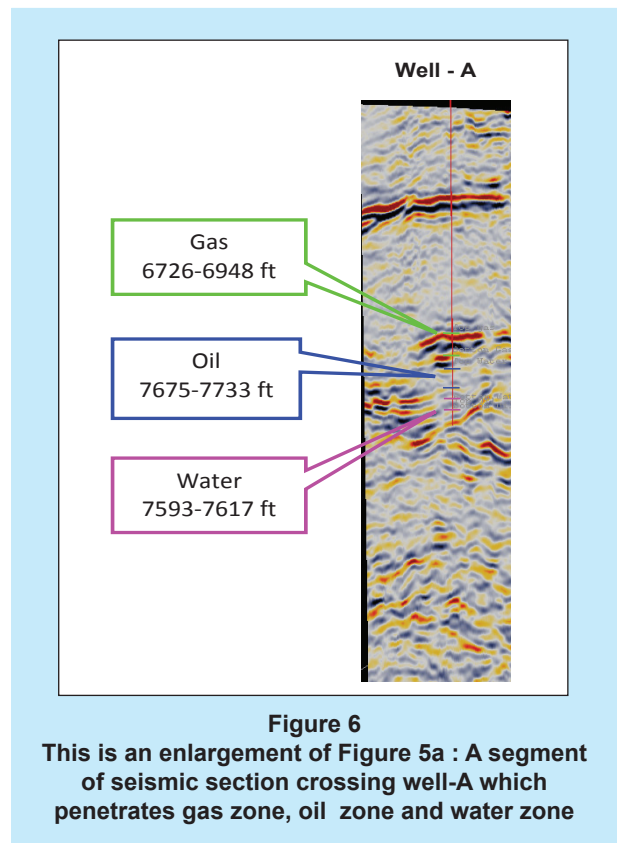 Well - A
Gas
6726-6948 ft
Oil
7675-7733 ft
Water
7593-7617 ft
Figure 6
This is an enlargement of Figure 5a : A segment
of seismic section crossing well-A which
penetrates gas zone, oil zone and water zone